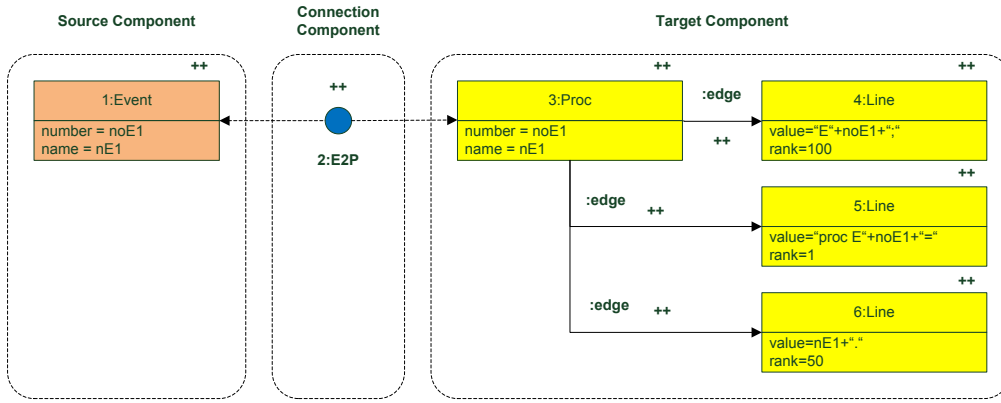 Source Component
Connection Component
Target Component
++
++
++
++
1:Event
number = noE1
name = nE1
2:E2P
3:Proc
number = noE1
name = nE1
:edge
++
4:Line
value=“E“+noE1+“;“
rank=100
++
:edge
++
5:Line
value=“proc E“+noE1+“=“
rank=1
++
:edge
++
6:Line
value=nE1+“.“
rank=50